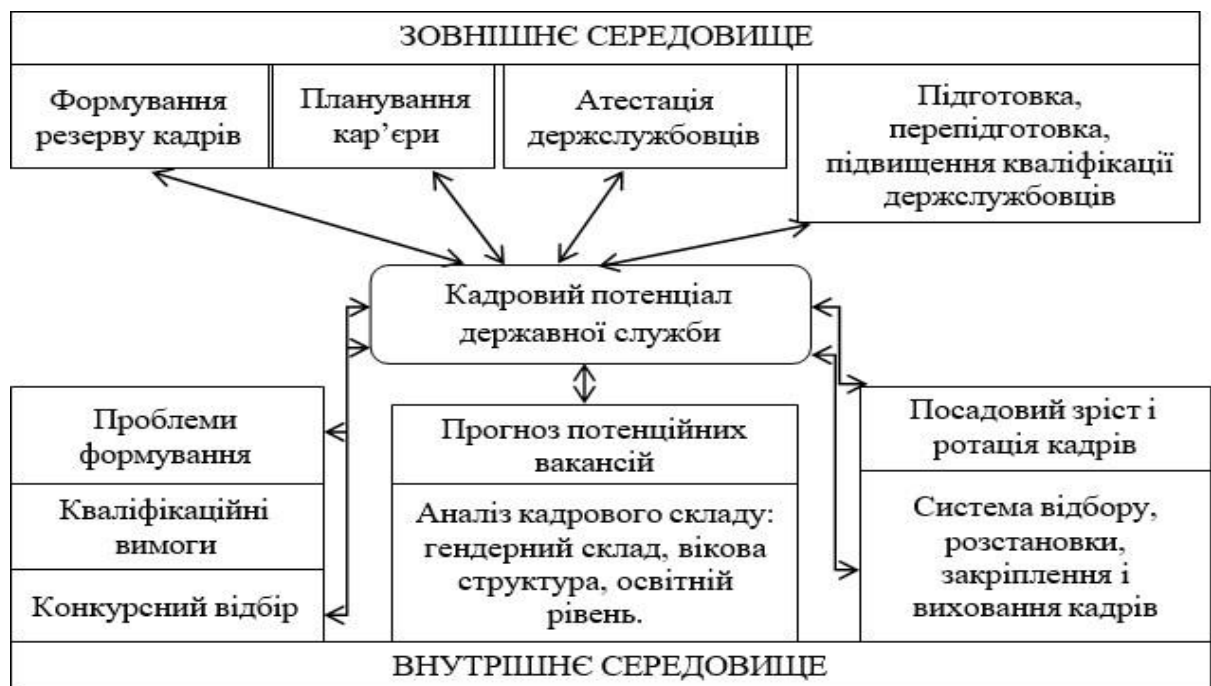 ЗОВНІШНЄ СЕРЕДОВИЩЕ
Формування
резерву кадрів
Планування
кар’єри
Атестація
держслужбовців
Підготовка,
перепідготовка,
підвищення кваліфікації
держслужбовців
Кадровий потенціал
державної служби
Проблеми
формування
Кваліфікаційні
вимоги
Конкурсний відбір
Прогноз потенційних
вакансій
Аналіз кадрового складу:
гендерний склад, вікова
структура, освітній
рівень.
Посадовий зріст і
ротація кадрів
Система відбору,
розстановки,
закріплення і
виховання кадрів
ВНУТРІШНЄ СЕРЕДОВИЩЕ